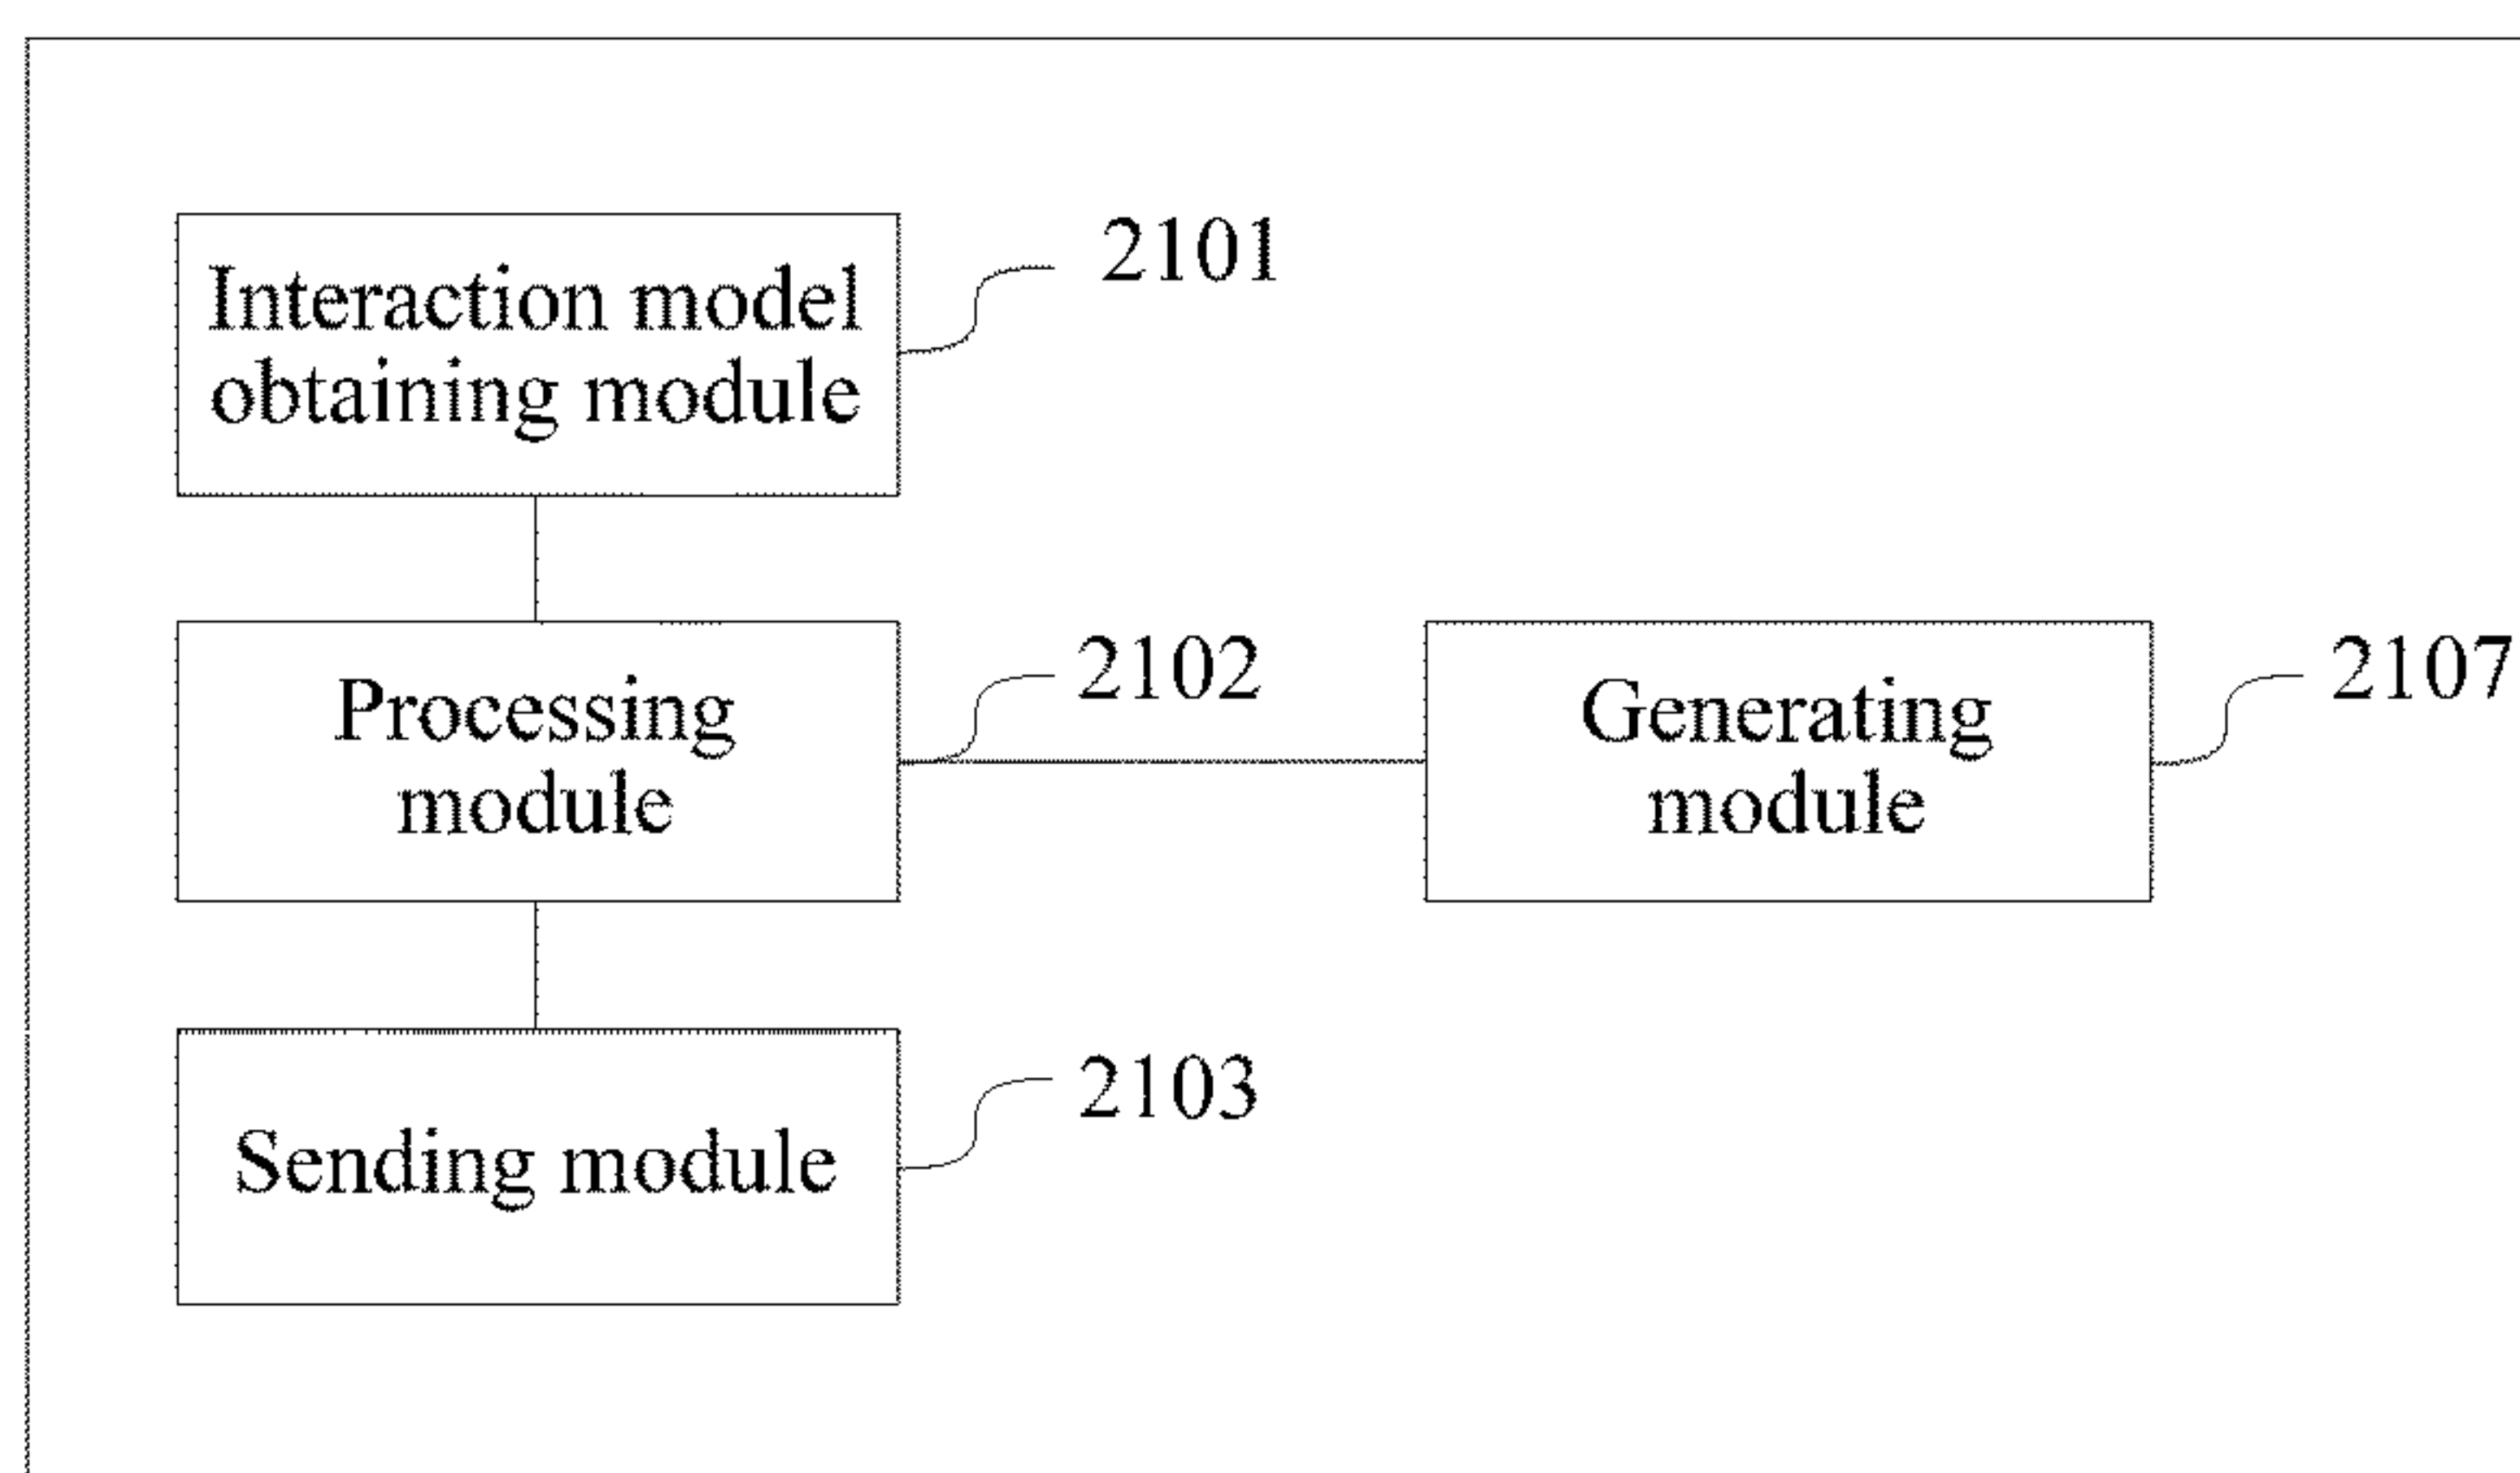 Interaction model
obtaining module
2101
Processing
module
2102
Generating
module
2107
Sending module
2103